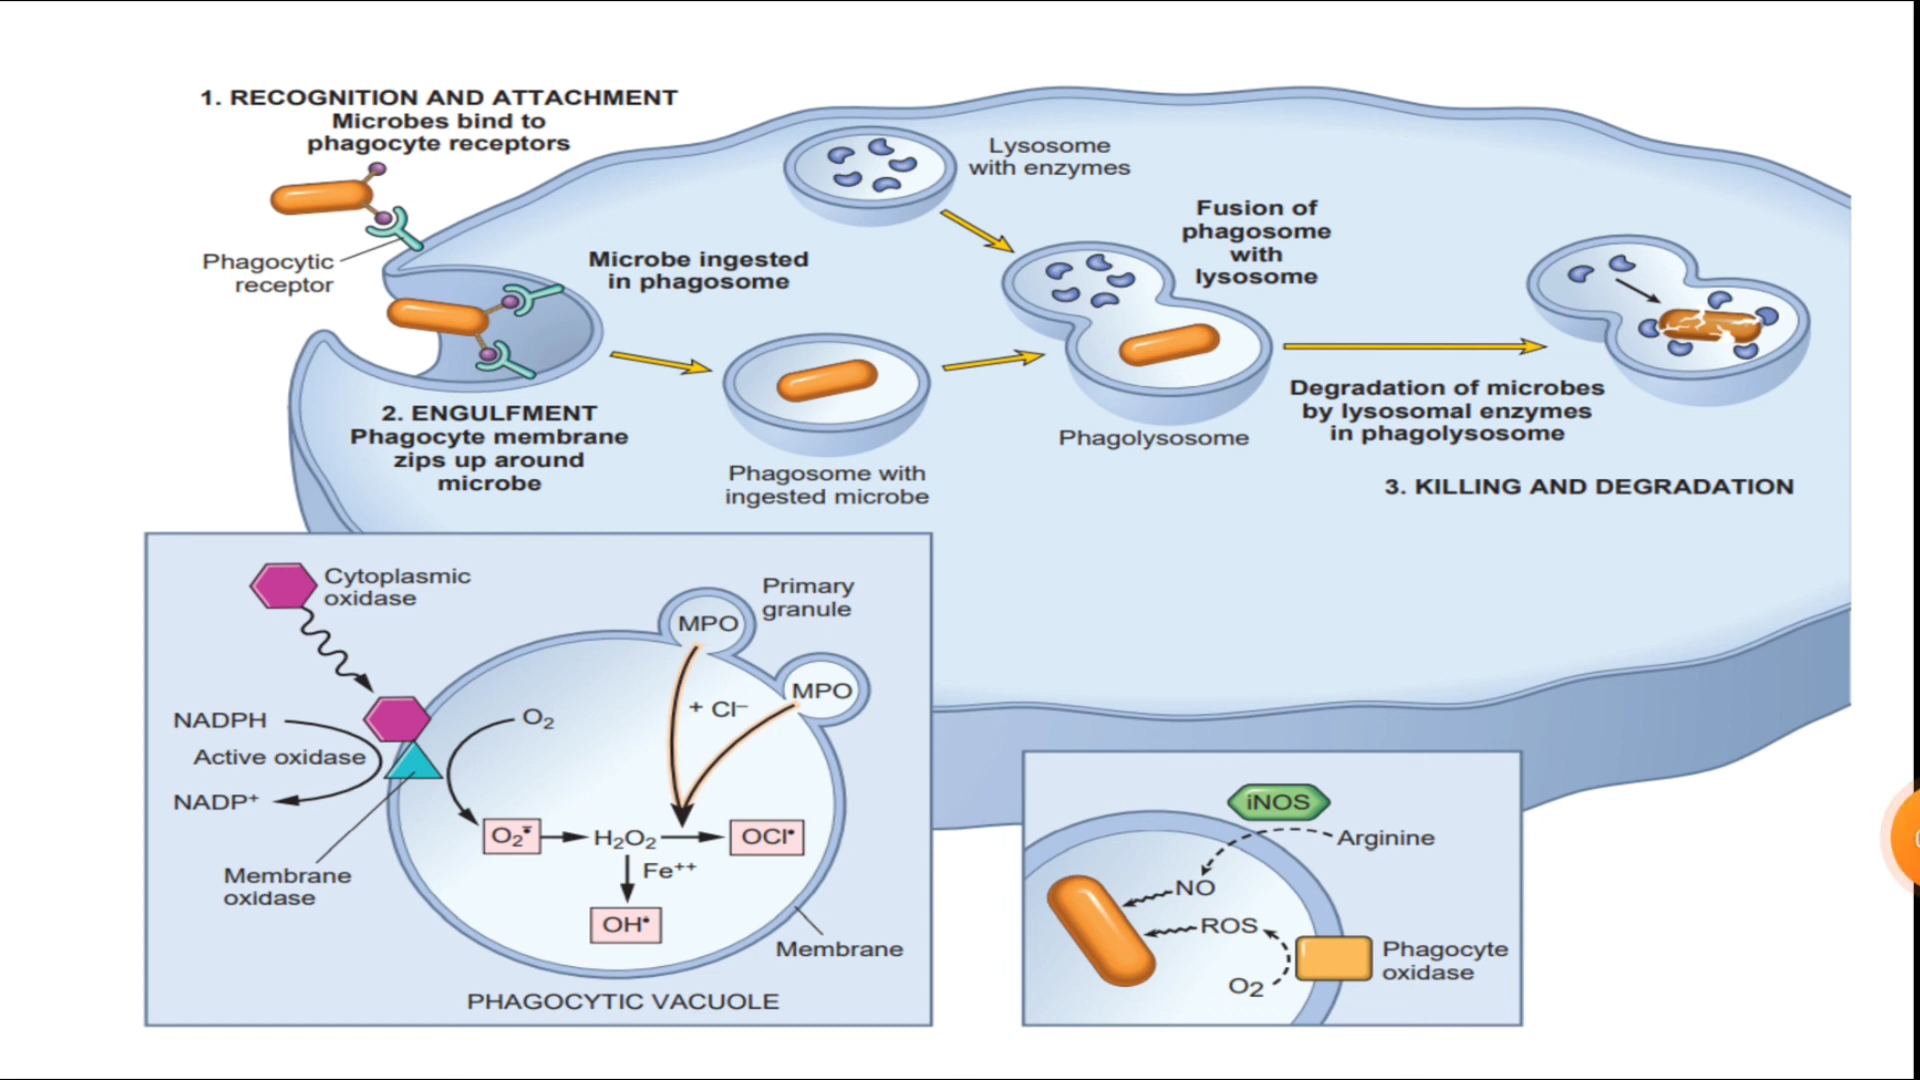 1. RECOGNITION AND ATTACHMENT
Microbes bind to
phagocyte receptors
Phagocytic
receptor
Lysosome
with enzymes
Microbe ingested
in phagosome
Fusion of
phagosome
with
lysosome
2. ENGULFMENT
Phagocyte membrane
zips up around
microbe
Phagosome with
ingested microbe
Phagolysosome
Degradation of microbes
by lysosomal enzymes
in phagolysosome
3. KILLING AND DEGRADATION
Cytoplasmic
oxidase
Primary
granule
MPO
MPO
+ Cl⁻
NADPH
O₂
Active oxidase
NADP⁺
O₂•̄
H₂O₂
OCl•
Fe⁺⁺
OH•
Membrane
oxidase
Membrane
PHAGOCYTIC VACUOLE
iNOS
Arginine
NO
ROS
O₂
Phagocyte
oxidase